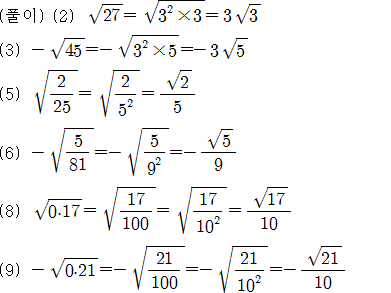 (풀이) (2) √27 = √(3²×3) = 3√3
(3) −√45 = −√(3²×5) = −3√5
(5) √(2/25) = √(2/5²) = √2/5
(6) −√(5/81) = −√(5/9²) = −√5/9
(8) √0.17 = √(17/100) = √(17/10²) = √17/10
(9) −√0.21 = −√(21/100) = −√(21/10²) = −√21/10